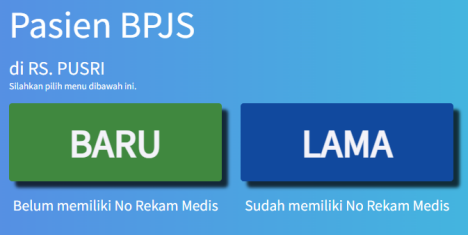 Pasien BPJS
di RS. PUSRI
Silahkan pilih menu dibawah ini.
BARU
LAMA
Belum memiliki No Rekam Medis
Sudah memiliki No Rekam Medis